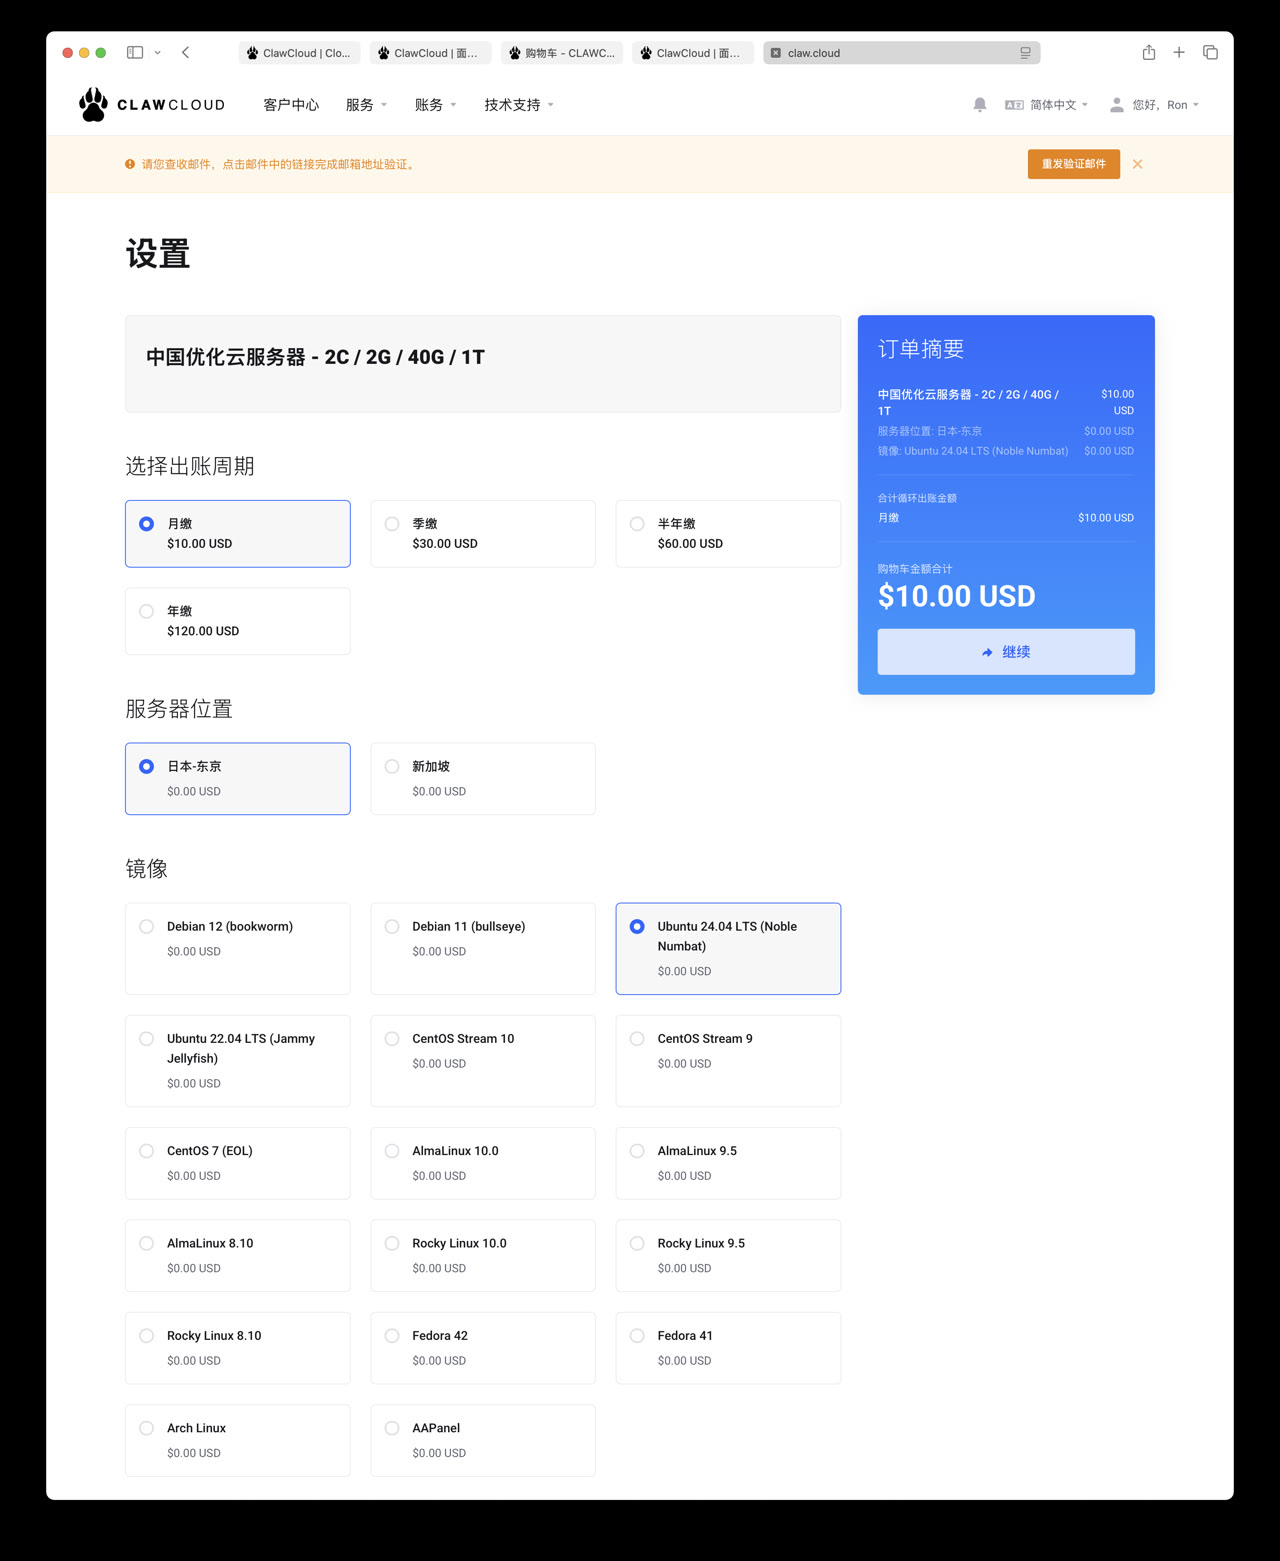 ClawCloud | Clo...
ClawCloud | 面...
购物车 - CLAWC...
ClawCloud | 面...
claw.cloud
CLAWCLOUD
客户中心
服务
账务
技术支持
简体中文
您好，Ron
请您查收邮件，点击邮件中的链接完成邮箱地址验证。
重发验证邮件
设置
中国优化云服务器 - 2C / 2G / 40G / 1T
选择出账周期
月缴
$10.00 USD
季缴
$30.00 USD
半年缴
$60.00 USD
年缴
$120.00 USD
服务器位置
日本-东京
$0.00 USD
新加坡
$0.00 USD
镜像
Debian 12 (bookworm)
$0.00 USD
Debian 11 (bullseye)
$0.00 USD
Ubuntu 24.04 LTS (Noble
Numbat)
$0.00 USD
Ubuntu 22.04 LTS (Jammy
Jellyfish)
$0.00 USD
CentOS Stream 10
$0.00 USD
CentOS Stream 9
$0.00 USD
CentOS 7 (EOL)
$0.00 USD
AlmaLinux 10.0
$0.00 USD
AlmaLinux 9.5
$0.00 USD
AlmaLinux 8.10
$0.00 USD
Rocky Linux 10.0
$0.00 USD
Rocky Linux 9.5
$0.00 USD
Rocky Linux 8.10
$0.00 USD
Fedora 42
$0.00 USD
Fedora 41
$0.00 USD
Arch Linux
$0.00 USD
AAPanel
$0.00 USD
订单摘要
中国优化云服务器 - 2C / 2G / 40G / $10.00
1T USD
服务器位置: 日本-东京 $0.00 USD
镜像: Ubuntu 24.04 LTS (Noble Numbat) $0.00 USD
合计循环出账金额
月缴 $10.00 USD
购物车金额合计
$10.00 USD
继续